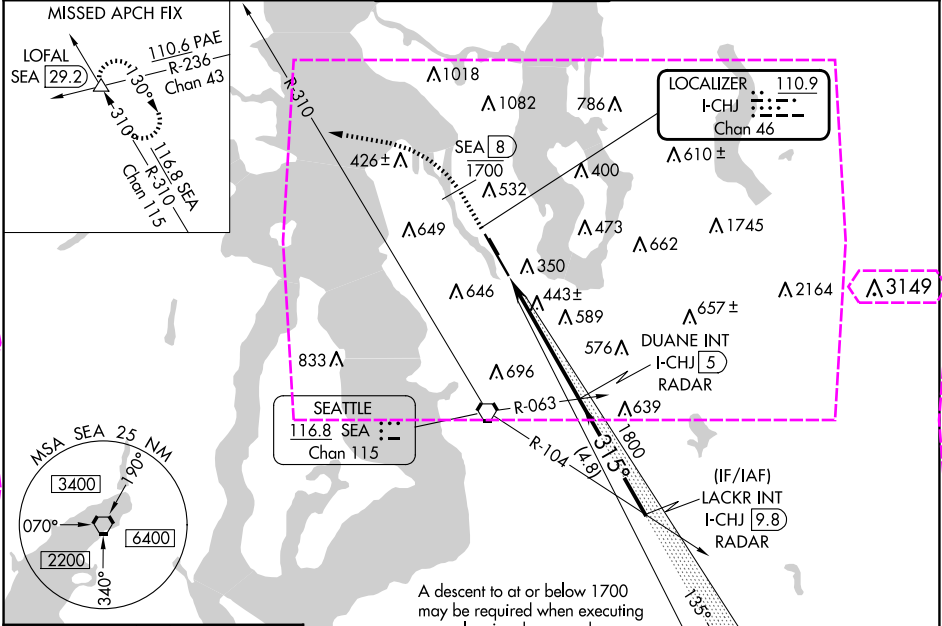 MISSED APCH FIX
LOFAL
SEA 29.2
110.6 PAE
R-236
Chan 43
130°
310°
116.8 SEA
R-310
Chan 115
R-310
1018
1082
786
LOCALIZER 110.9
I-CHJ
Chan 46
SEA 8
1700
426±
610±
400
532
649
473
662
1745
350
646
443±
589
657±
2164
3149
576
DUANE INT
I-CHJ 5
RADAR
833
696
639
SEATTLE
116.8 SEA
Chan 115
R-063
R-104
1800
315°
(4.8)
(IF/IAF)
LACKR INT
I-CHJ 9.8
RADAR
135°
MSA SEA 25 NM
190°
3400
070°
6400
2200
340°
A descent to at or below 1700
may be required when executing